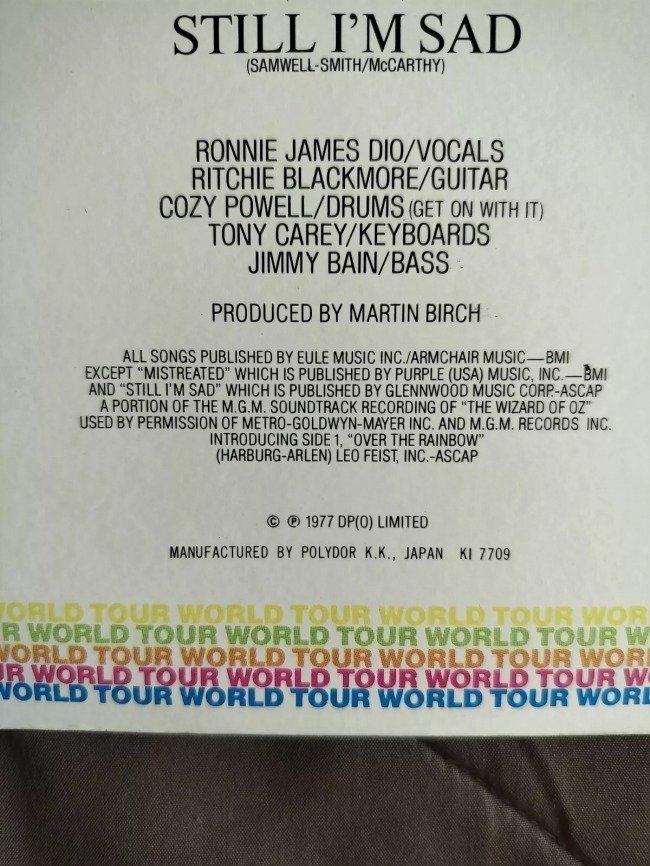 STILL I'M SAD
(SAMWELL-SMITH/McCARTHY)
RONNIE JAMES DIO/VOCALS
RITCHIE BLACKMORE/GUITAR
COZY POWELL/DRUMS (GET ON WITH IT)
TONY CAREY/KEYBOARDS
JIMMY BAIN/BASS
PRODUCED BY MARTIN BIRCH
ALL SONGS PUBLISHED BY EULE MUSIC INC./ARMCHAIR MUSIC—BMI
EXCEPT "MISTREATED" WHICH IS PUBLISHED BY PURPLE (USA) MUSIC, INC.—BMI
AND "STILL I'M SAD" WHICH IS PUBLISHED BY GLENNWOOD MUSIC CORP.-ASCAP
A PORTION OF THE M.G.M. SOUNDTRACK RECORDING OF "THE WIZARD OF OZ"
USED BY PERMISSION OF METRO-GOLDWYN-MAYER INC. AND M.G.M. RECORDS INC.
INTRODUCING SIDE 1, "OVER THE RAINBOW"
(HARBURG-ARLEN) LEO FEIST, INC.-ASCAP
© ℗ 1977 DP(O) LIMITED
MANUFACTURED BY POLYDOR K.K., JAPAN KI 7709
WORLD TOUR WORLD TOUR WORLD TOUR WOR
R WORLD TOUR WORLD TOUR WORLD TOUR W
WORLD TOUR WORLD TOUR WORLD TOUR WOR
UR WORLD TOUR WORLD TOUR WORLD TOUR W
WORLD TOUR WORLD TOUR WORLD TOUR WORL